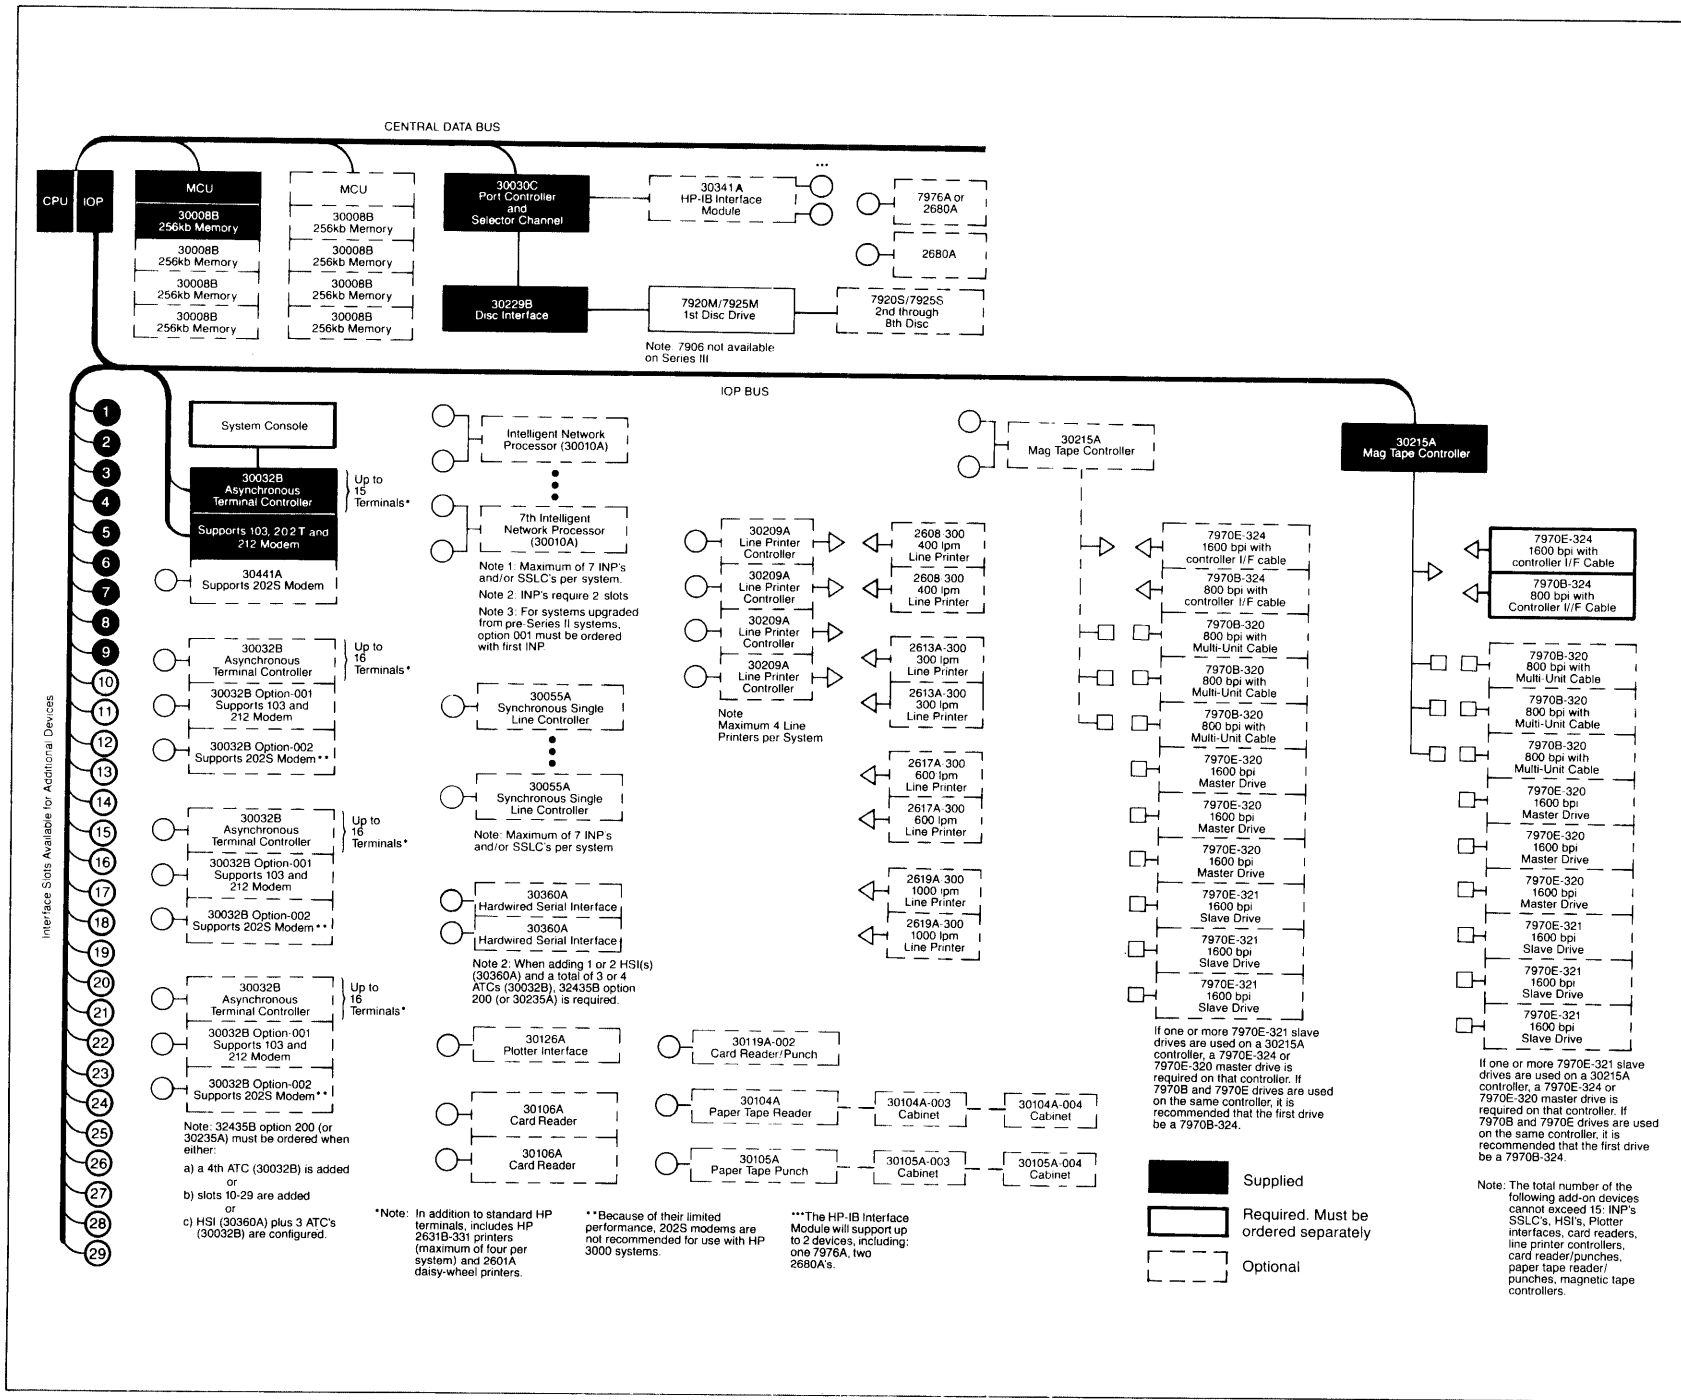 CENTRAL DATA BUS
CPU
IOP
MCU
30008B
256kb Memory
30008B
256kb Memory
30008B
256kb Memory
30008B
256kb Memory
MCU
30008B
256kb Memory
30008B
256kb Memory
30008B
256kb Memory
30008B
256kb Memory
30030C
Port Controller
and
Selector Channel
30341A
HP-IB Interface
Module
...
7976A or
2680A
2680A
30229B
Disc Interface
7920M/7925M
1st Disc Drive
7920S/7925S
2nd through
8th Disc
Note. 7906 not available
on Series III
IOP BUS
Interface Slots Available for Additional Devices
1
2
3
4
5
6
7
8
9
10
11
12
13
14
15
16
17
18
19
20
21
22
23
24
25
26
27
28
29
System Console
30032B
Asynchronous
Terminal Controller
Supports 103, 202T and
212 Modem
30441A
Supports 202S Modem
Up to
15
Terminals*
30032B
Asynchronous
Terminal Controller
30032B Option-001
Supports 103 and
212 Modem
30032B Option-002
Supports 202S Modem**
Up to
16
Terminals*
30032B
Asynchronous
Terminal Controller
30032B Option-001
Supports 103 and
212 Modem
30032B Option-002
Supports 202S Modem**
Up to
16
Terminals*
30032B
Asynchronous
Terminal Controller
30032B Option-001
Supports 103 and
212 Modem
30032B Option-002
Supports 202S Modem**
Up to
16
Terminals*
Note: 32435B option 200 (or
30235A) must be ordered when
either:
a) a 4th ATC (30032B) is added
or
b) slots 10-29 are added
or
c) HSI (30360A) plus 3 ATC's
(30032B) are configured.
Intelligent Network
Processor (30010A)
7th Intelligent
Network Processor
(30010A)
Note 1: Maximum of 7 INP's
and/or SSLC's per system.
Note 2: INP's require 2 slots
Note 3: For systems upgraded
from pre-Series II systems,
option 001 must be ordered
with first INP.
30055A
Synchronous Single
Line Controller
30055A
Synchronous Single
Line Controller
Note: Maximum of 7 INP's
and/or SSLC's per system
30360A
Hardwired Serial Interface
30360A
Hardwired Serial Interface
Note 2: When adding 1 or 2 HSI(s)
(30360A) and a total of 3 or 4
ATCs (30032B), 32435B option
200 (or 30235A) is required.
30126A
Plotter Interface
30106A
Card Reader
30106A
Card Reader
30209A
Line Printer
Controller
30209A
Line Printer
Controller
30209A
Line Printer
Controller
30209A
Line Printer
Controller
Note
Maximum 4 Line
Printers per System
2608-300
400 lpm
Line Printer
2608-300
400 lpm
Line Printer
2613A-300
300 lpm
Line Printer
2613A-300
300 lpm
Line Printer
2617A-300
600 lpm
Line Printer
2617A-300
600 lpm
Line Printer
2619A-300
1000 lpm
Line Printer
2619A-300
1000 lpm
Line Printer
30119A-002
Card Reader/Punch
30104A
Paper Tape Reader
30104A-003
Cabinet
30104A-004
Cabinet
30105A
Paper Tape Punch
30105A-003
Cabinet
30105A-004
Cabinet
30215A
Mag Tape Controller
7970E-324
1600 bpi with
controller I/F Cable
7970B-324
800 bpi with
controller I/F cable
7970B-320
800 bpi with
Multi-Unit Cable
7970B-320
800 bpi with
Multi-Unit Cable
7970B-320
800 bpi with
Multi-Unit Cable
7970E-320
1600 bpi
Master Drive
7970E-320
1600 bpi
Master Drive
7970E-320
1600 bpi
Master Drive
7970E-321
1600 bpi
Slave Drive
7970E-321
1600 bpi
Slave Drive
7970E-321
1600 bpi
Slave Drive
If one or more 7970E-321 slave
drives are used on a 30215A
controller, a 7970E-324 or
7970E-320 master drive is
required on that controller. If
7970B and 7970E drives are used
on the same controller, it is
recommended that the first drive
be a 7970B-324.
30215A
Mag Tape Controller
7970E-324
1600 bpi with
controller I/F Cable
7970B-324
800 bpi with
Controller I//F Cable
7970B-320
800 bpi with
Multi-Unit Cable
7970B-320
800 bpi with
Multi-Unit Cable
7970B-320
800 bpi with
Multi-Unit Cable
7970E-320
1600 bpi
Master Drive
7970E-320
1600 bpi
Master Drive
7970E-320
1600 bpi
Master Drive
7970E-321
1600 bpi
Slave Drive
7970E-321
1600 bpi
Slave Drive
7970E-321
1600 bpi
Slave Drive
If one or more 7970E-321 slave
drives are used on a 30215A
controller, a 7970E-324 or
7970E-320 master drive is
required on that controller. If
7970B and 7970E drives are used
on the same controller, it is
recommended that the first drive
be a 7970B-324.
Note: The total number of the
following add-on devices
cannot exceed 15: INP's
SSLC's, HSI's, Plotter
interfaces, card readers,
line printer controllers,
card reader/punches,
paper tape reader/
punches, magnetic tape
controllers.
Supplied
Required. Must be
ordered separately
Optional
*Note: In addition to standard HP
terminals, includes HP
2631B-331 printers
(maximum of four per
system) and 2601A
daisy-wheel printers.
**Because of their limited
performance, 202S modems are
not recommended for use with HP
3000 systems.
***The HP-IB Interface
Module will support up
to 2 devices, including:
one 7976A, two
2680A's.